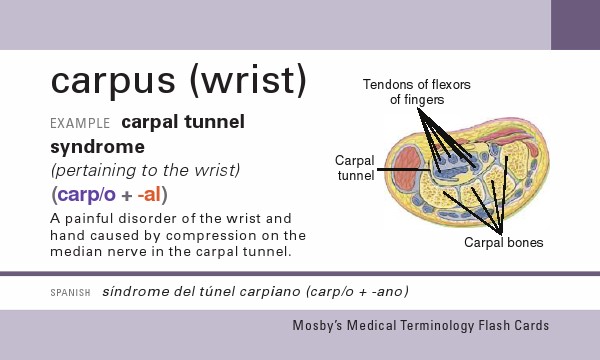 carpus (wrist)
EXAMPLE carpal tunnel
syndrome
(pertaining to the wrist)
(carp/o + -al)
A painful disorder of the wrist and
hand caused by compression on the
median nerve in the carpal tunnel.
Tendons of flexors
of fingers
Carpal
tunnel
Carpal bones
SPANISH síndrome del túnel carpiano (carp/o + -ano)
Mosby's Medical Terminology Flash Cards